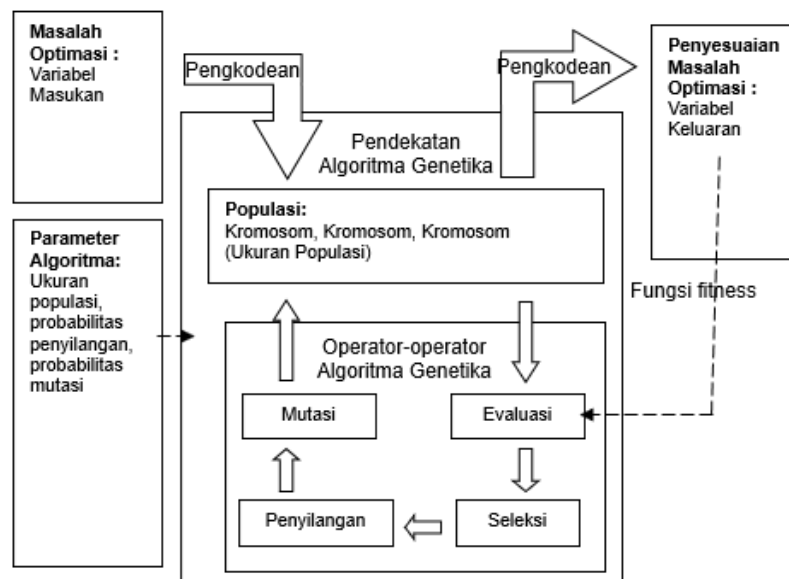 Masalah
Optimasi :
Variabel
Masukan
Pengkodean
Pengkodean
Penyesuaian
Masalah
Optimasi :
Variabel
Keluaran
Pendekatan
Algoritma Genetika
Populasi:
Kromosom, Kromosom, Kromosom
(Ukuran Populasi)
Parameter
Algoritma:
Ukuran
populasi,
probabilitas
penyilangan,
probabilitas
mutasi
Fungsi fitness
Operator-operator
Algoritma Genetika
Mutasi
Evaluasi
Penyilangan
Seleksi